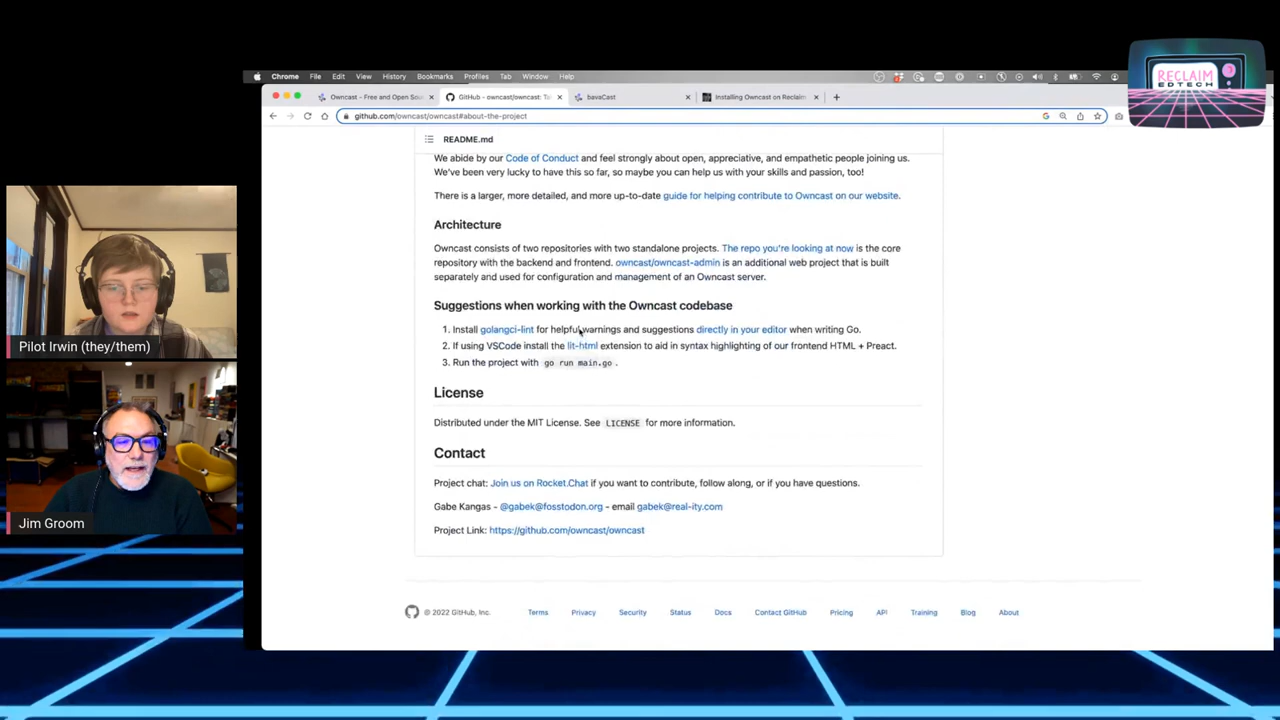 Chrome File Edit View History Bookmarks Profiles Tab Window Help
RECLAIM
EDTECH
Owncast - Free and Open Sou
GitHub - owncast/owncast: Ta
bavaCast
Installing Owncast on Reclaim
github.com/owncast/owncast#about-the-project
README.md
We abide by our Code of Conduct and feel strongly about open, appreciative, and empathetic people joining us.
We've been very lucky to have this so far, so maybe you can help us with your skills and passion, too!
There is a larger, more detailed, and more up-to-date guide for helping contribute to Owncast on our website.
Architecture
Owncast consists of two repositories with two standalone projects. The repo you're looking at now is the core
repository with the backend and frontend. owncast/owncast-admin is an additional web project that is built
separately and used for configuration and management of an Owncast server.
Suggestions when working with the Owncast codebase
1. Install golangci-lint for helpful warnings and suggestions directly in your editor when writing Go.
2. If using VSCode install the lit-html extension to aid in syntax highlighting of our frontend HTML + Preact.
3. Run the project with go run main.go .
License
Distributed under the MIT License. See LICENSE for more information.
Contact
Project chat: Join us on Rocket.Chat if you want to contribute, follow along, or if you have questions.
Gabe Kangas - @gabek@fosstodon.org - email gabek@real-ity.com
Project Link: https://github.com/owncast/owncast
© 2022 GitHub, Inc. Terms Privacy Security Status Docs Contact GitHub Pricing API Training Blog About
Pilot Irwin (they/them)
Jim Groom